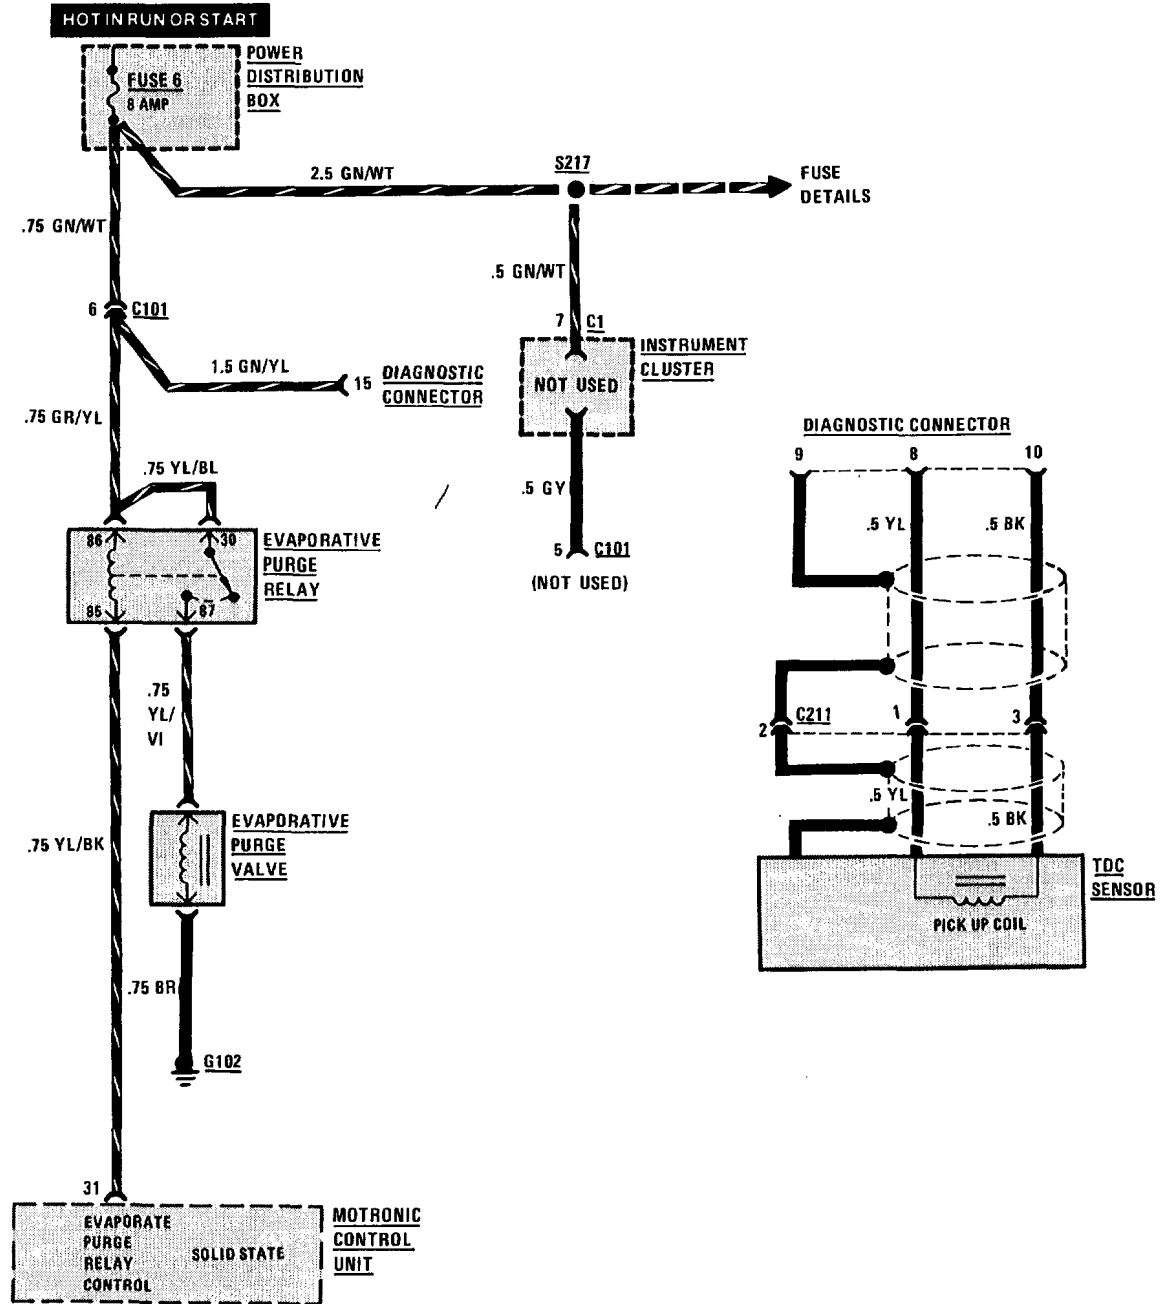 HOT IN RUN OR START
POWER
DISTRIBUTION
BOX
FUSE 6
8 AMP
2.5 GN/WT
S217
FUSE
DETAILS
.75 GN/WT
.5 GN/WT
6
C101
7
C1
INSTRUMENT
CLUSTER
NOT USED
1.5 GN/YL
15
DIAGNOSTIC
CONNECTOR
.75 GR/YL
.75 YL/BL
.5 GY
5
C101
(NOT USED)
86
30
85
87
EVAPORATIVE
PURGE
RELAY
.75
YL/
VI
.75 YL/BK
EVAPORATIVE
PURGE
VALVE
.75 BR
G102
31
EVAPORATE
PURGE
RELAY
CONTROL
SOLID STATE
MOTRONIC
CONTROL
UNIT
DIAGNOSTIC CONNECTOR
9
8
10
.5 YL
.5 BK
2
C211
1
3
.5 YL
.5 BK
TDC
SENSOR
PICK UP COIL